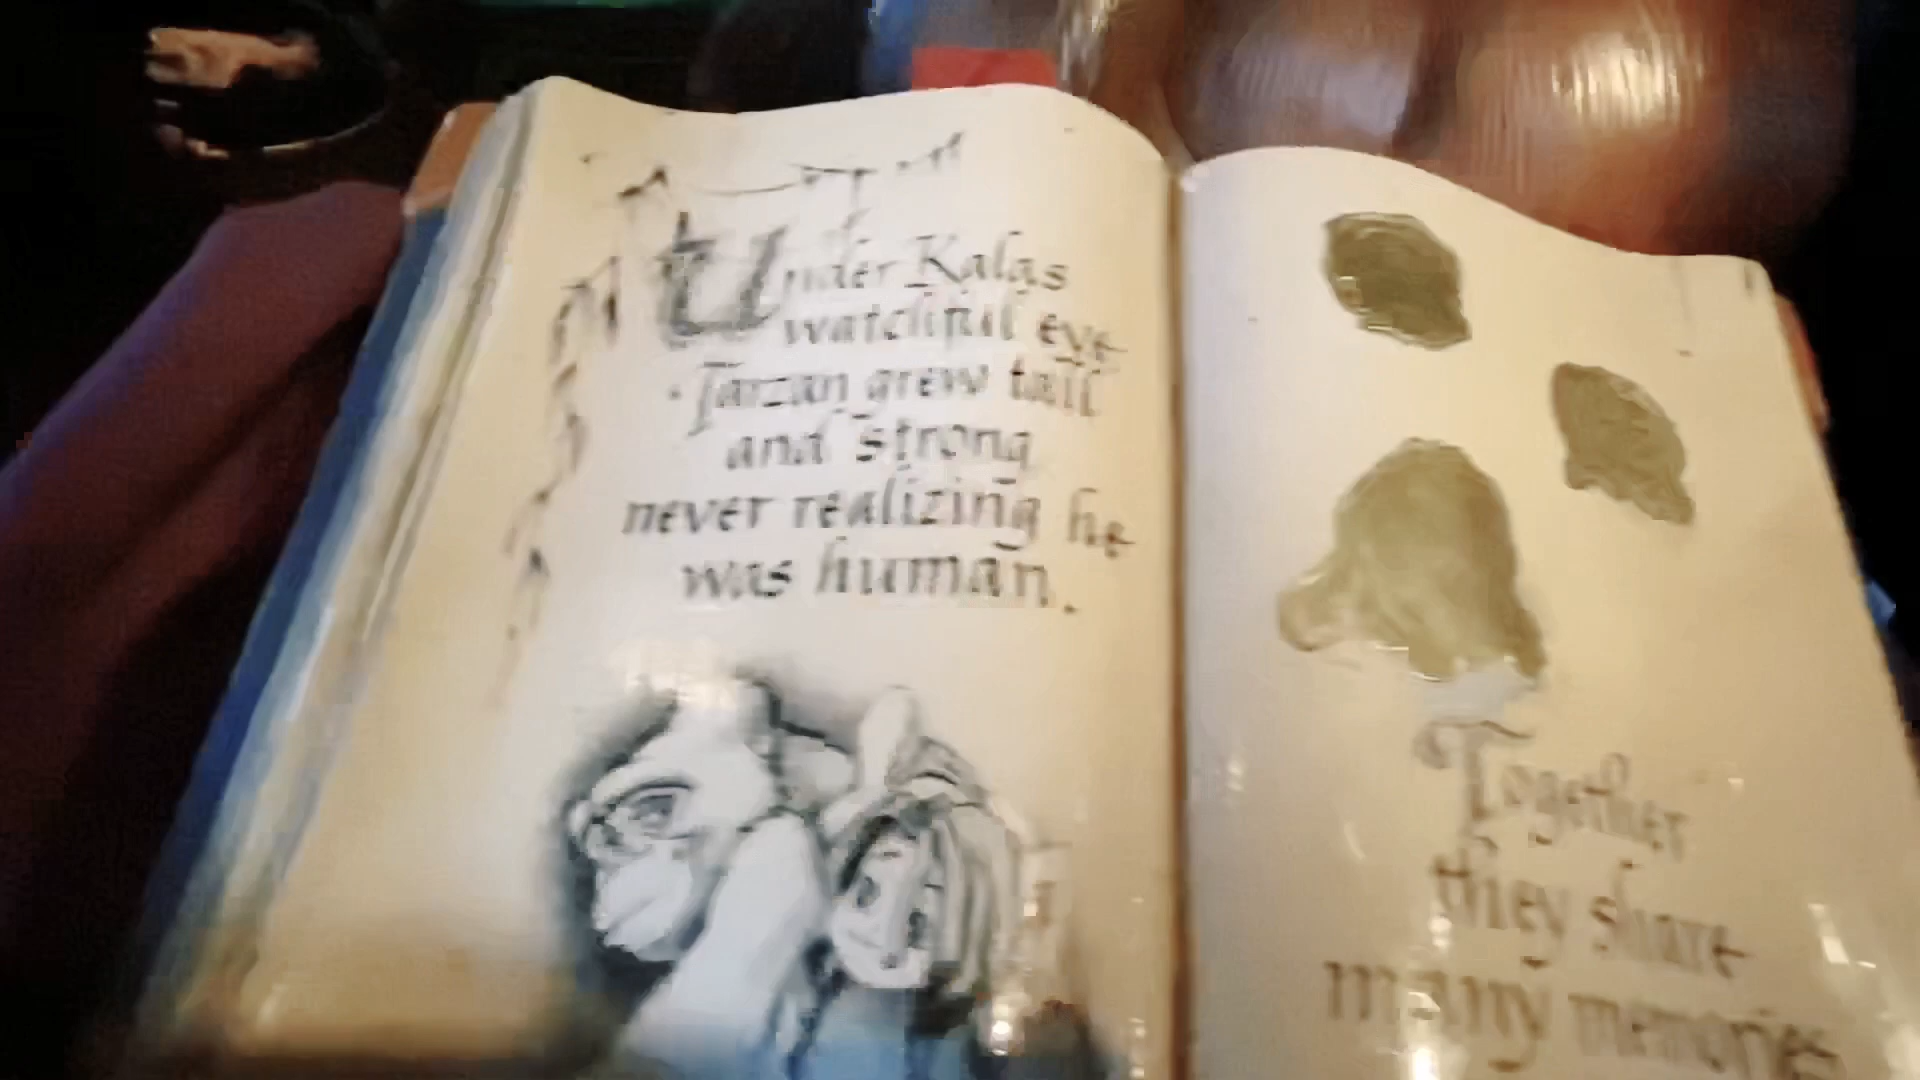 Under Kalas
watchful eye
Tarzan grew tall
and strong
never realizing he
was human.
Together
they share
many memories